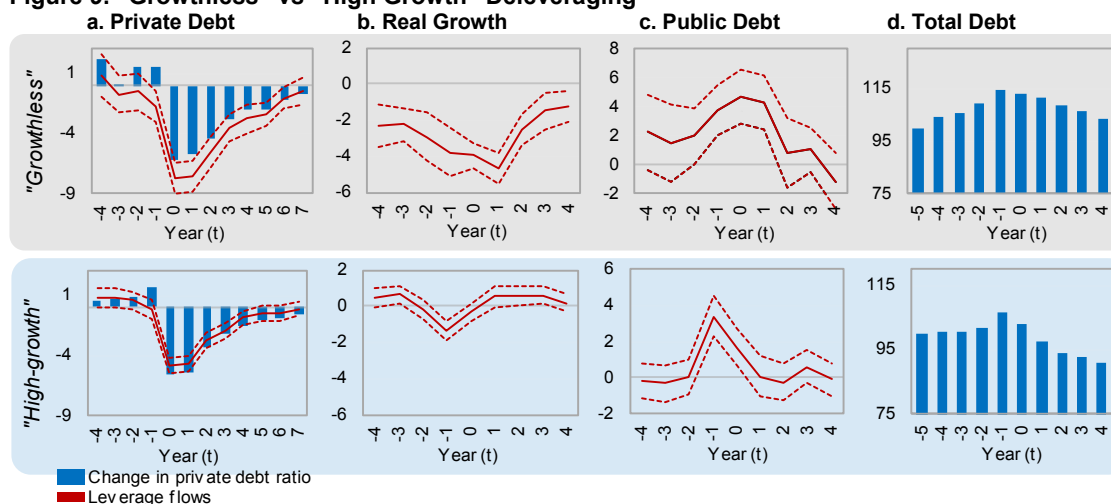 Figure 9. "Growthless" vs "High Growth" Deleveraging
a. Private Debt b. Real Growth c. Public Debt d. Total Debt
"Growthless"
1
-4
-9
-4 -3 -2 -1 0 1 2 3 4 5 6 7
Year (t)
2
0
-2
-4
-6
-4 -3 -2 -1 0 1 2 3 4
Year (t)
8
6
4
2
0
-2
-4 -3 -2 -1 0 1 2 3 4
Year (t)
115
95
75
-5 -4 -3 -2 -1 0 1 2 3 4
Year (t)
"High-growth"
1
-4
-9
-4 -3 -2 -1 0 1 2 3 4 5 6 7
Year (t)
2
0
-2
-4
-6
-4 -3 -2 -1 0 1 2 3 4
Year (t)
6
4
2
0
-2
-4 -3 -2 -1 0 1 2 3 4
Year (t)
115
95
75
-5 -4 -3 -2 -1 0 1 2 3 4
Year (t)
Change in private debt ratio
Leverage flows